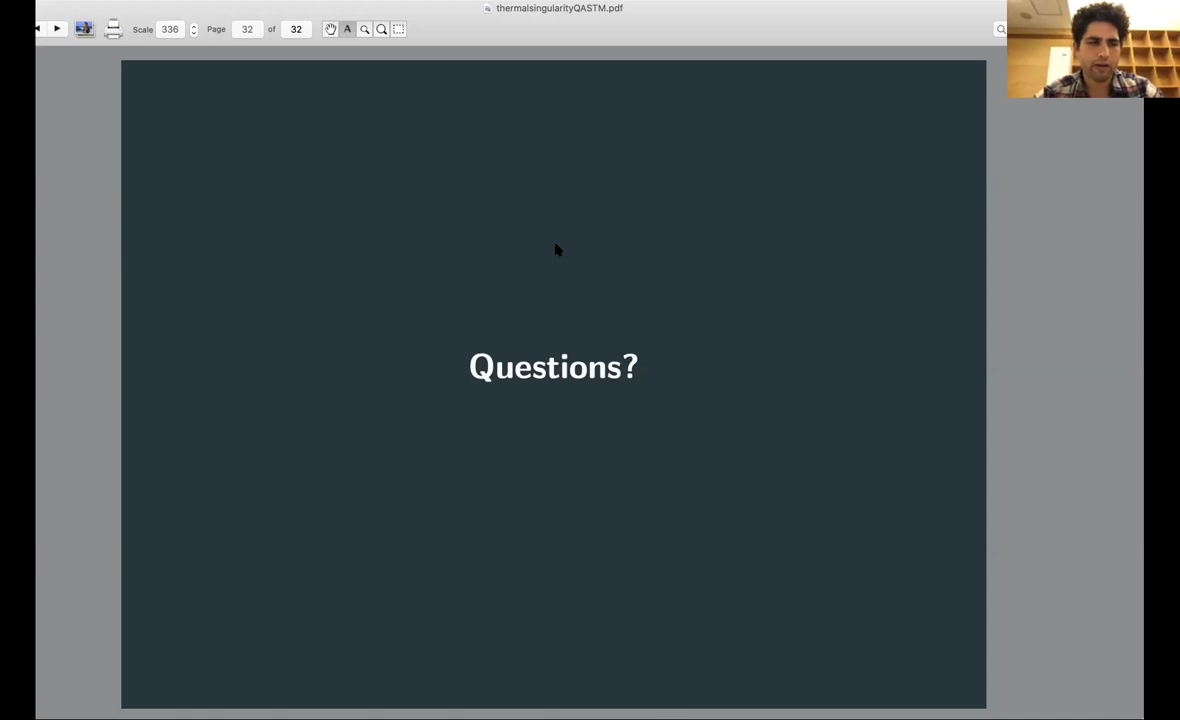 thermalsingularityQASTM.pdf
Scale 336 Page 32 of 32 A
Questions?